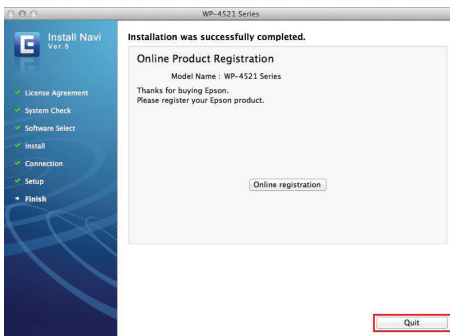 WP-4521 Series
Install Navi
Ver.5
License Agreement
System Check
Software Select
Install
Connection
Setup
Finish
Installation was successfully completed.
Online Product Registration
Model Name : WP-4521 Series
Thanks for buying Epson.
Please register your Epson product.
Online registration
Quit